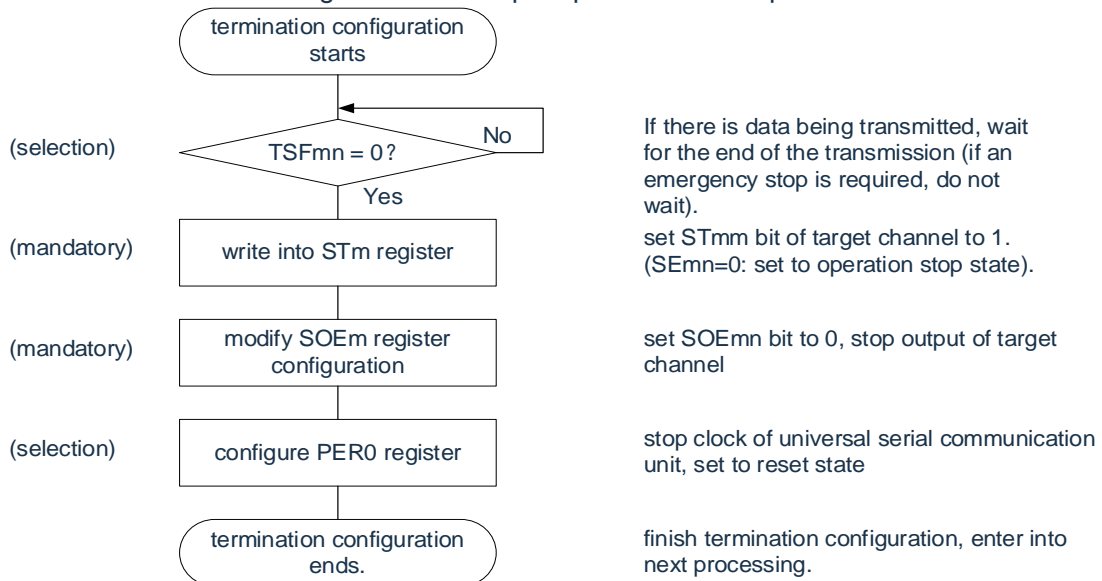 termination configuration
starts
(selection)
TSFmn = 0?
No
Yes
If there is data being transmitted, wait
for the end of the transmission (if an
emergency stop is required, do not
wait).
(mandatory)
write into STm register
set STmm bit of target channel to 1.
(SEmn=0: set to operation stop state).
(mandatory)
modify SOEm register
configuration
set SOEmn bit to 0, stop output of target
channel
(selection)
configure PER0 register
stop clock of universal serial communication
unit, set to reset state
termination configuration
ends.
finish termination configuration, enter into
next processing.